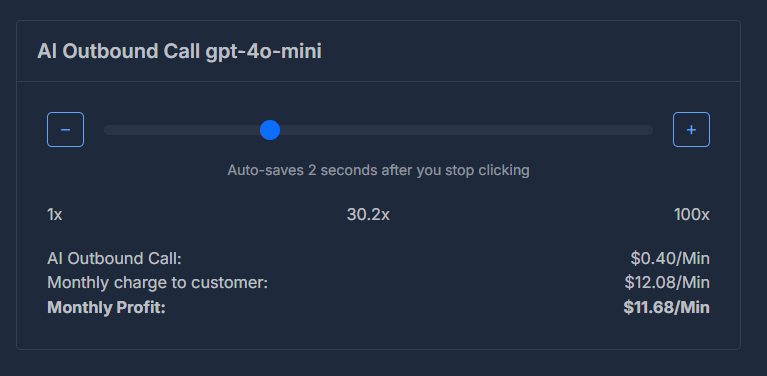 AI Outbound Call gpt-4o-mini
−
+
Auto-saves 2 seconds after you stop clicking
1x 30.2x 100x
AI Outbound Call: $0.40/Min
Monthly charge to customer: $12.08/Min
Monthly Profit: $11.68/Min